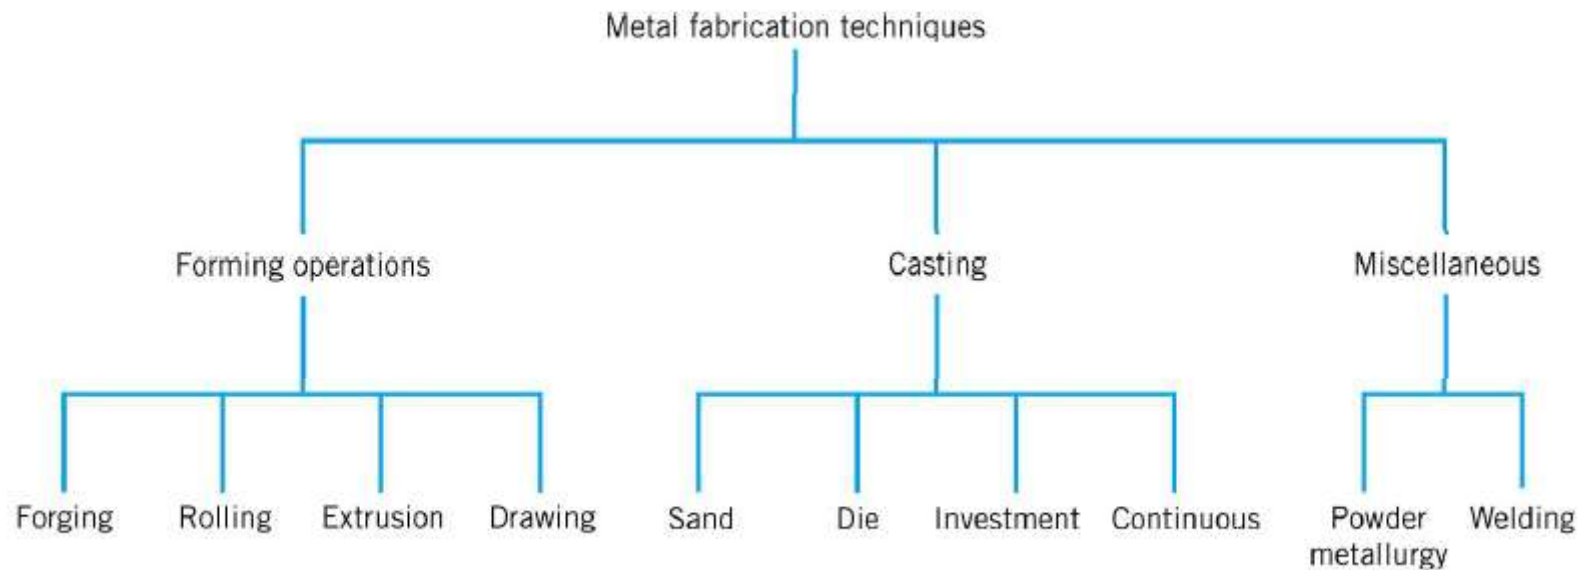 Metal fabrication techniques
Forming operations
Casting
Miscellaneous
Forging
Rolling
Extrusion
Drawing
Sand
Die
Investment
Continuous
Powder
metallurgy
Welding